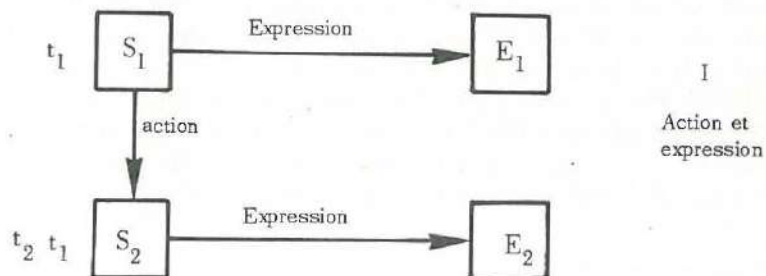 Expression
t₁ S₁ E₁
I
action
Action et
expression
Expression
t₂ t₁ S₂ E₂